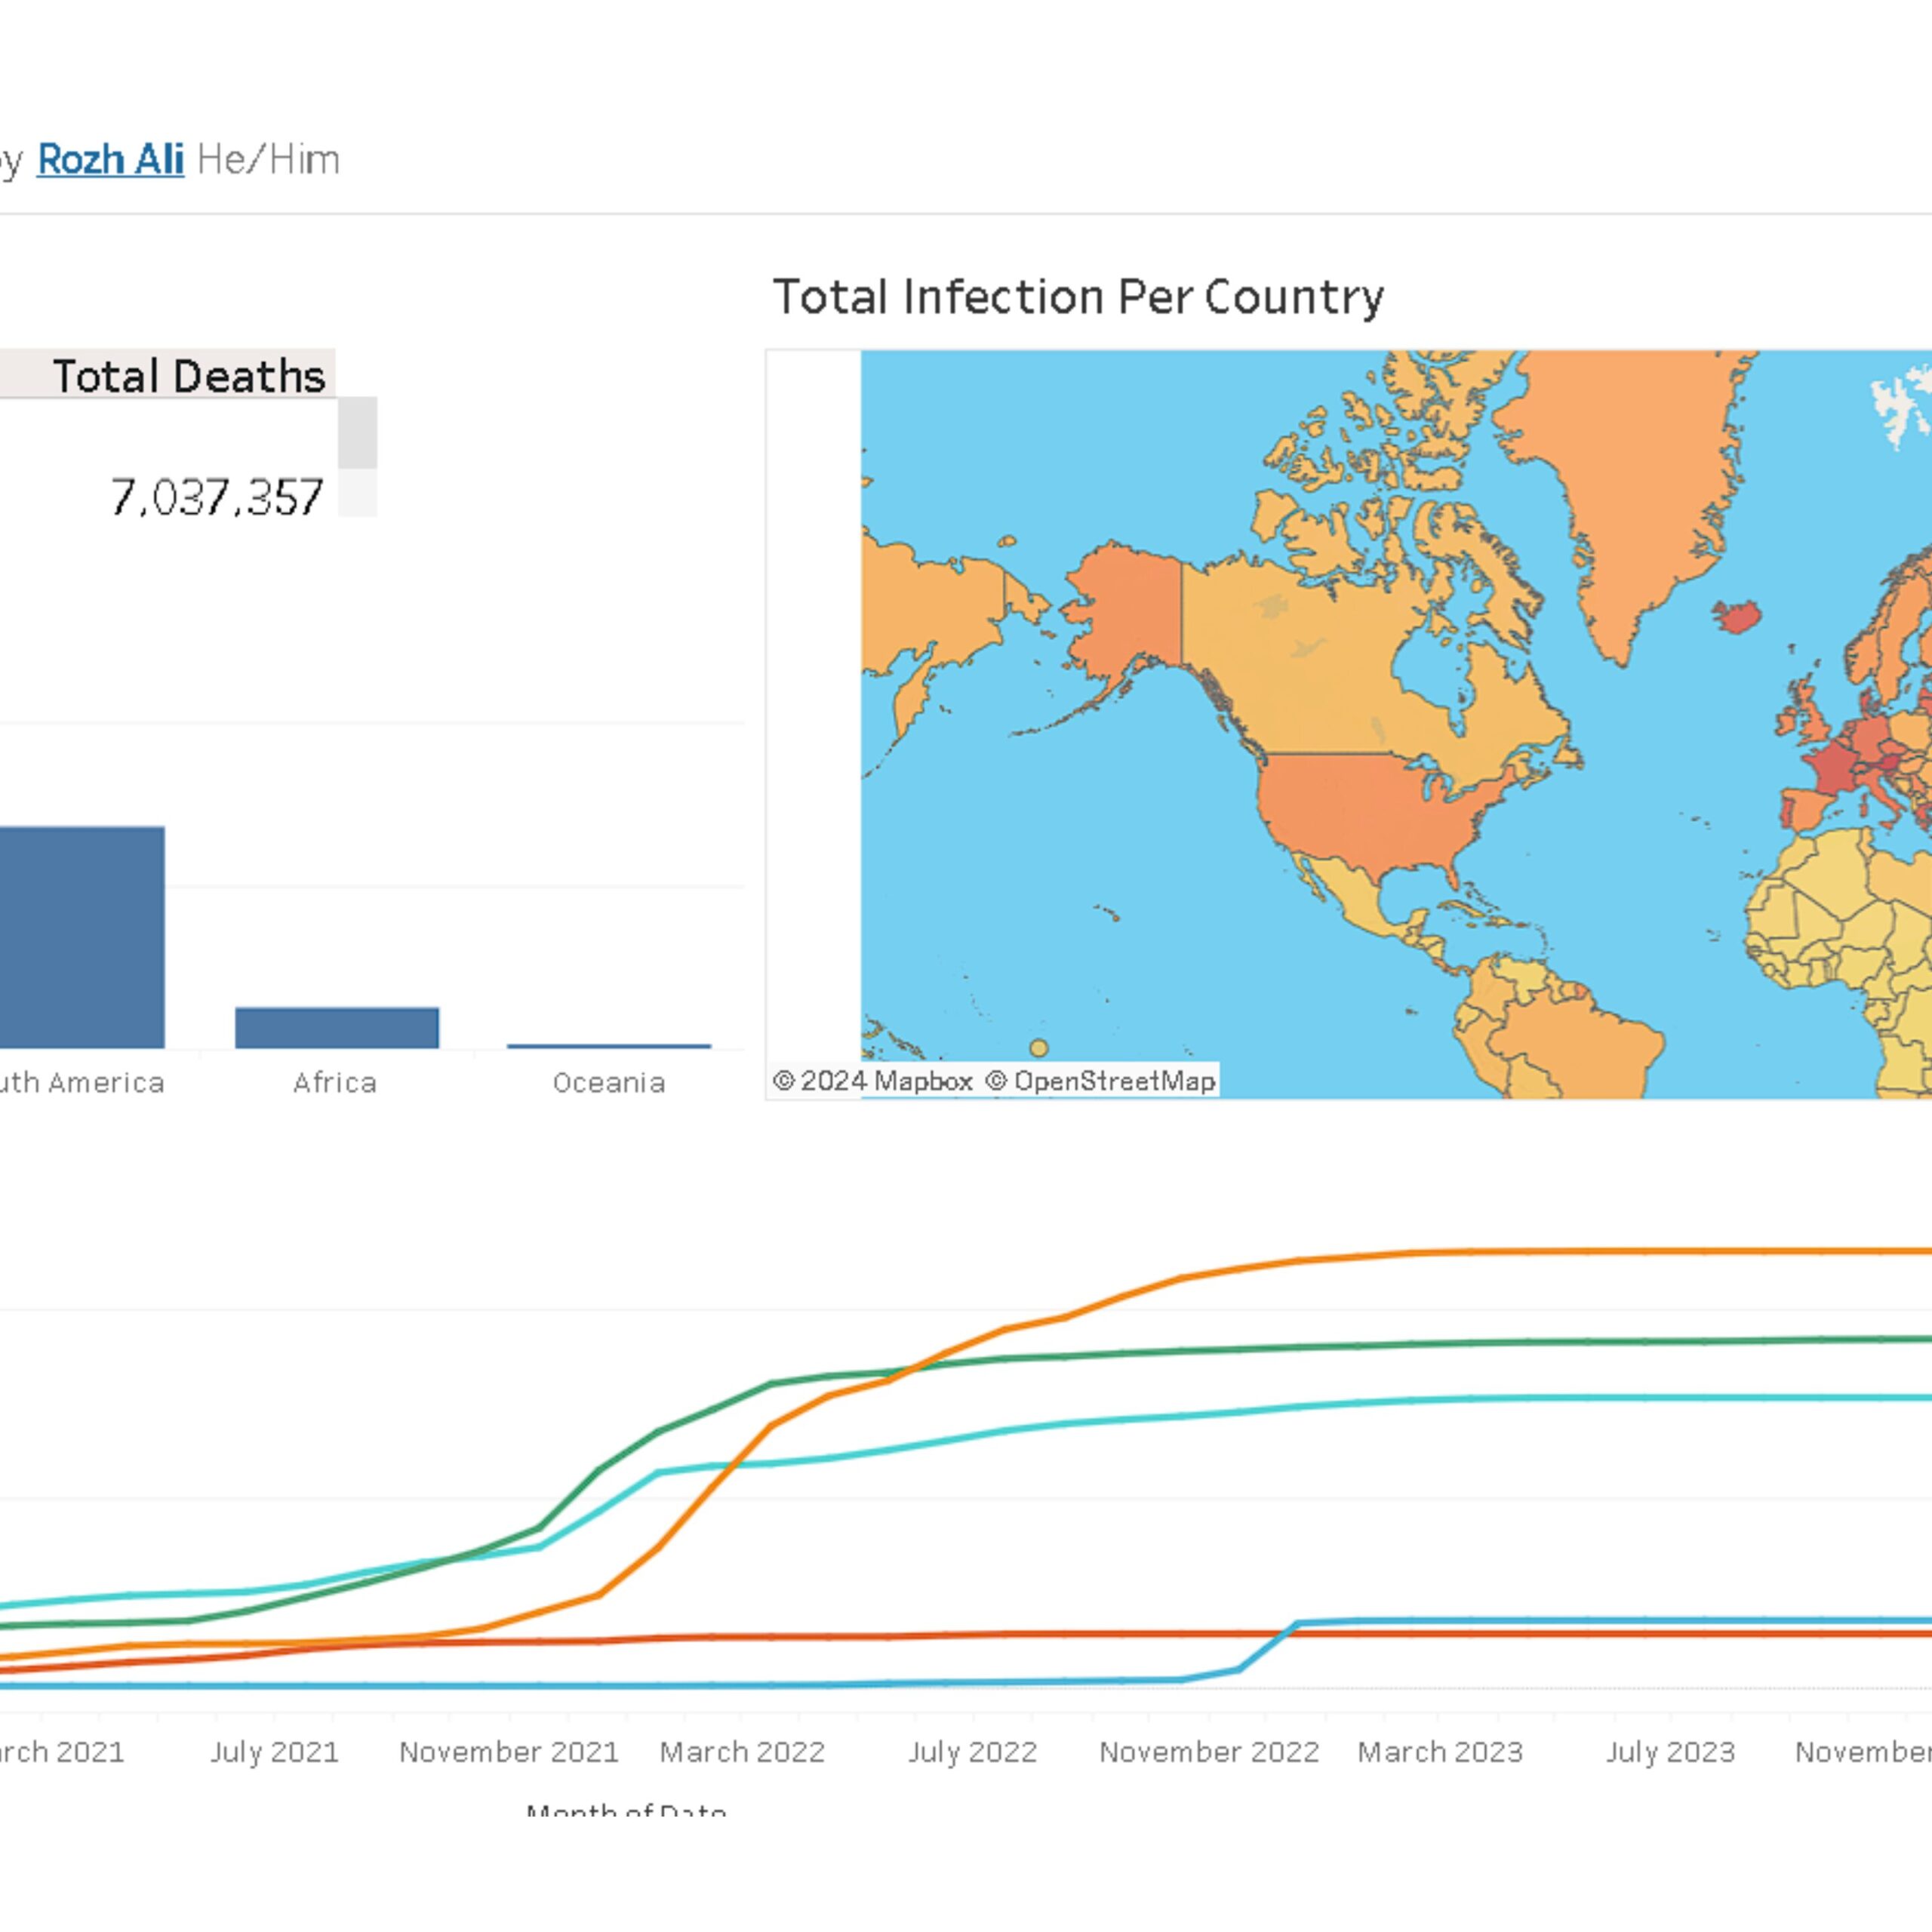 by Rozh Ali He/Him
Total Infection Per Country
Total Deaths
7,037,357
© 2024 Mapbox © OpenStreetMap
uth America Africa Oceania
rch 2021 July 2021 November 2021 March 2022 July 2022 November 2022 March 2023 July 2023 November
Month of Date